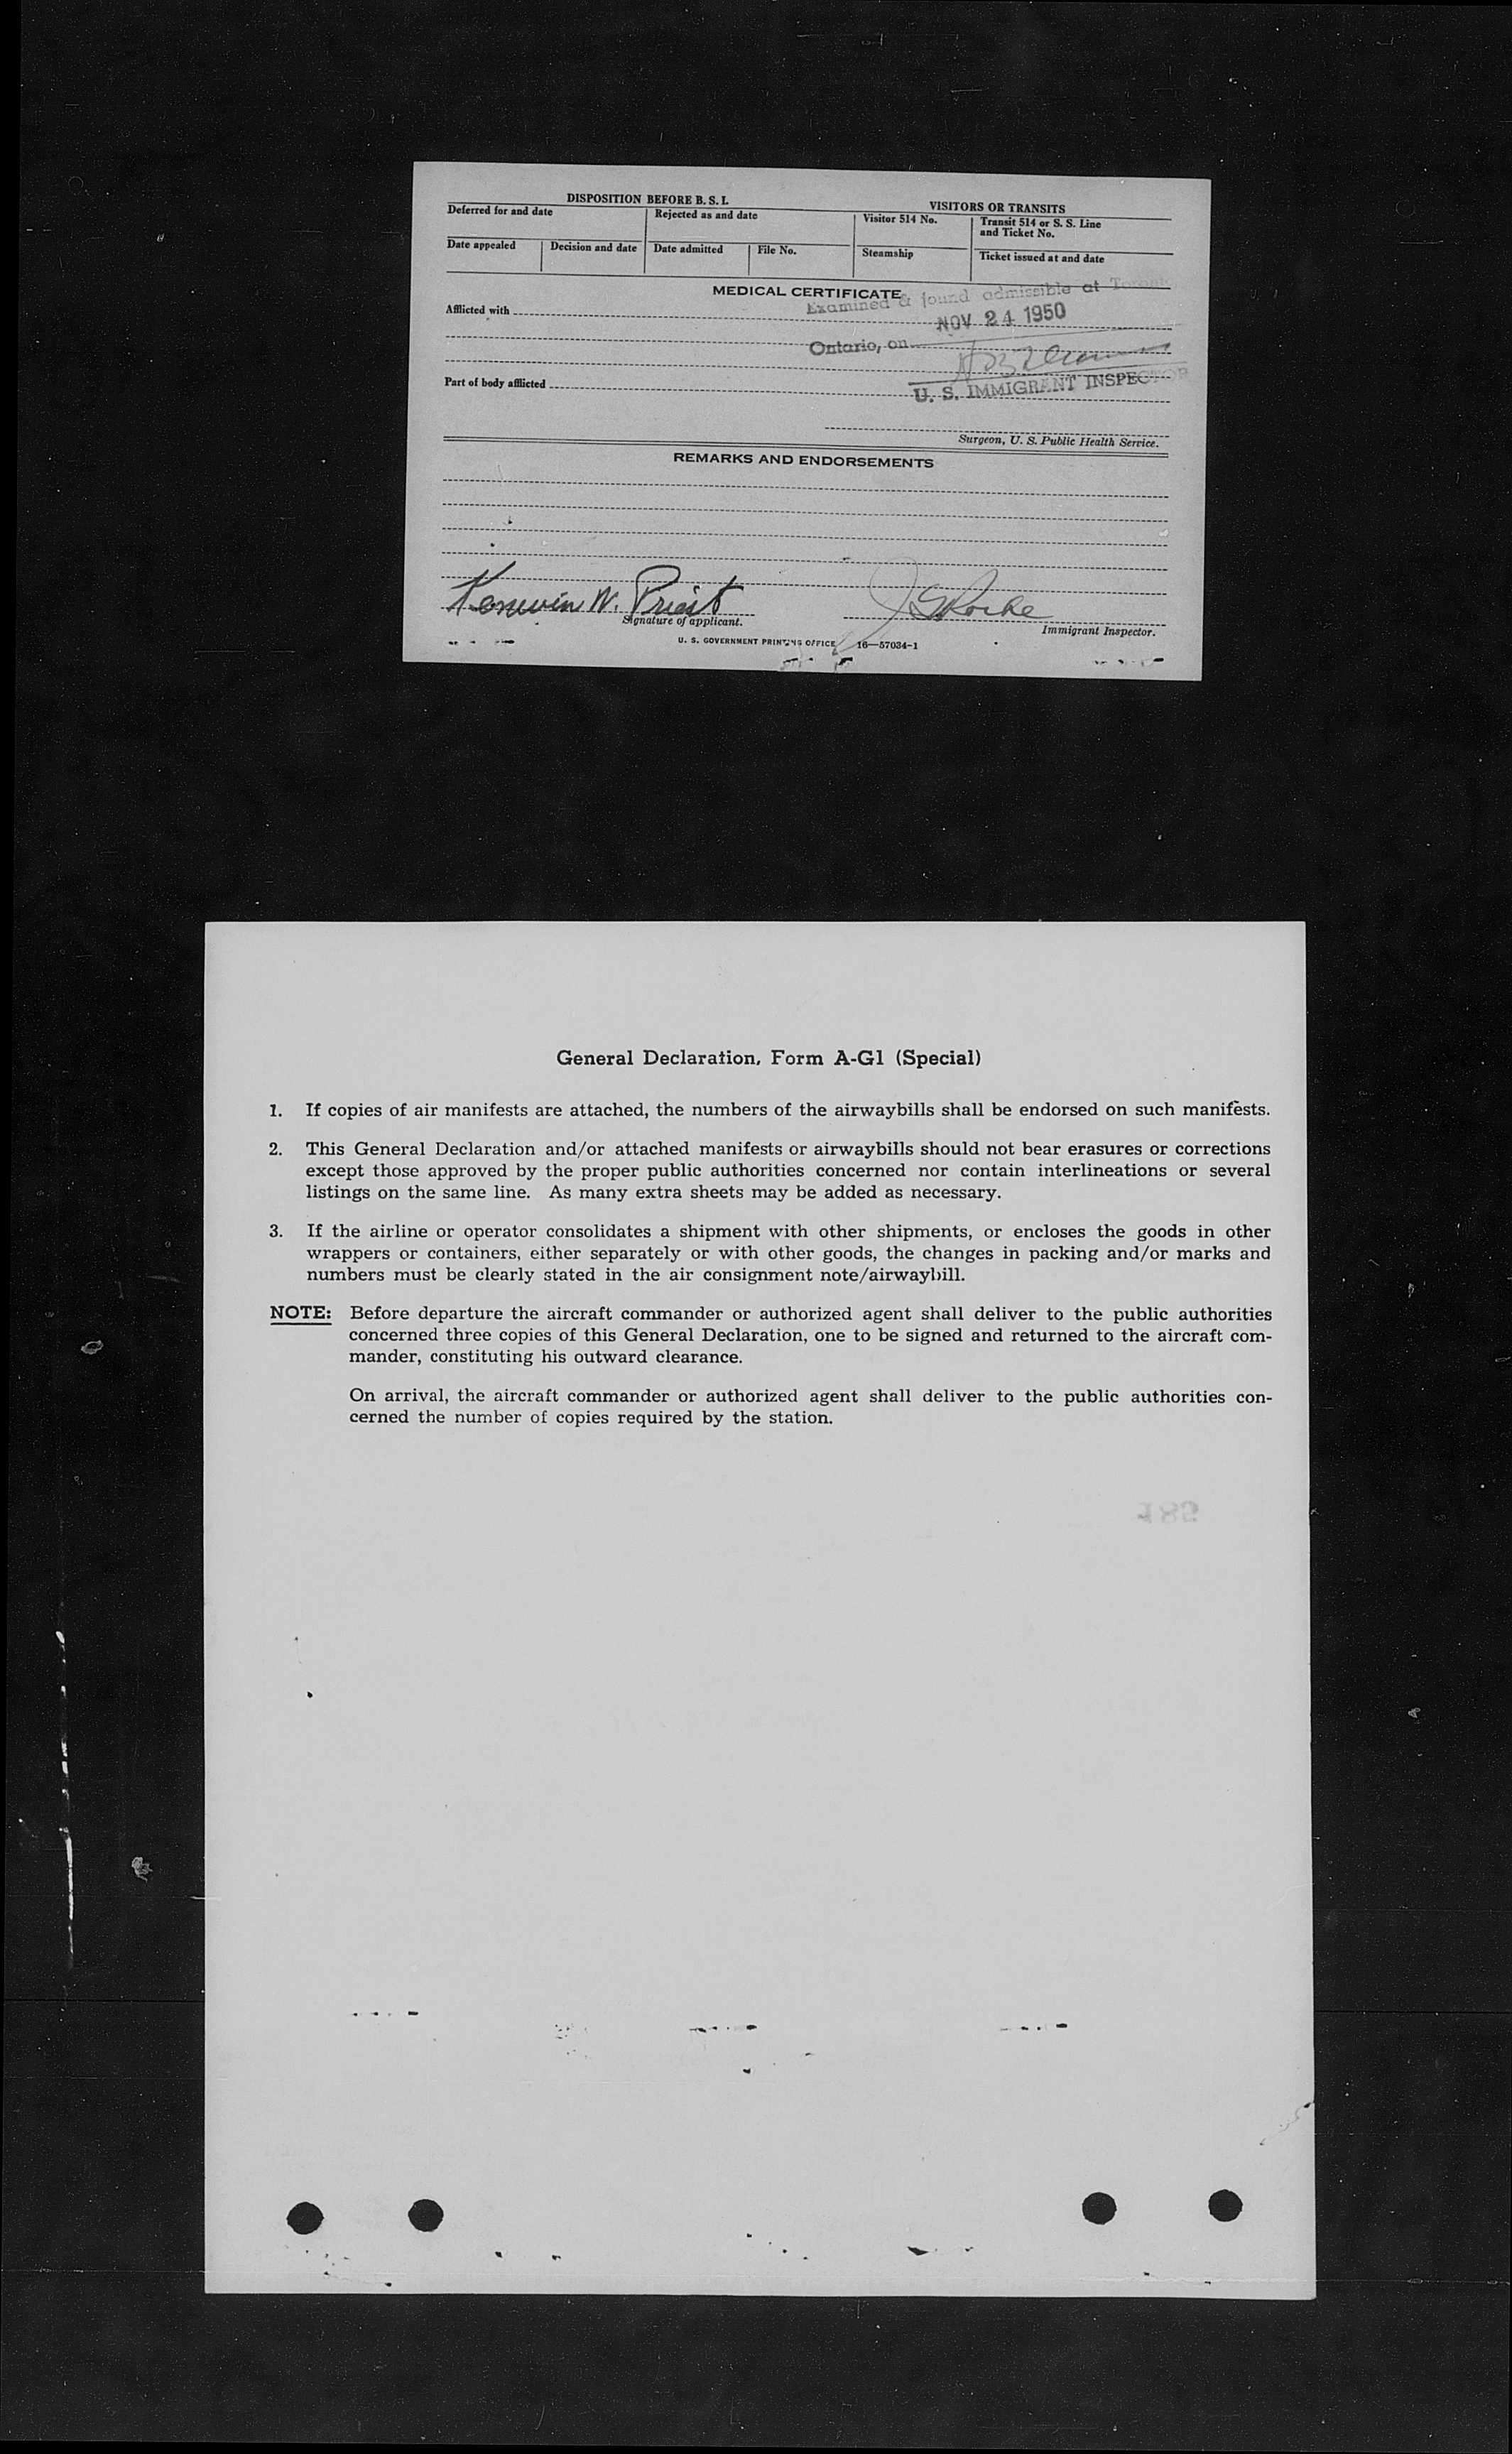 DISPOSITION BEFORE B. S. I.
VISITORS OR TRANSITS
Deferred for and date
Rejected as and date
Visitor 514 No.
Transit 514 or S. S. Line
and Ticket No.
Date appealed
Decision and date
Date admitted
File No.
Steamship
Ticket issued at and date
MEDICAL CERTIFICATE
Examined & found admissible at Toronto
Afflicted with
NOV 24 1950
Ontario, on
Part of body afflicted
U. S. IMMIGRANT INSPECTOR
Surgeon, U. S. Public Health Service.
REMARKS AND ENDORSEMENTS
Kenwin W. Priest
Signature of applicant.
Immigrant Inspector.
U. S. GOVERNMENT PRINTING OFFICE 16—57034-1
General Declaration, Form A-G1 (Special)
1. If copies of air manifests are attached, the numbers of the airwaybills shall be endorsed on such manifests.
2. This General Declaration and/or attached manifests or airwaybills should not bear erasures or corrections
except those approved by the proper public authorities concerned nor contain interlineations or several
listings on the same line. As many extra sheets may be added as necessary.
3. If the airline or operator consolidates a shipment with other shipments, or encloses the goods in other
wrappers or containers, either separately or with other goods, the changes in packing and/or marks and
numbers must be clearly stated in the air consignment note/airwaybill.
NOTE: Before departure the aircraft commander or authorized agent shall deliver to the public authorities
concerned three copies of this General Declaration, one to be signed and returned to the aircraft com-
mander, constituting his outward clearance.
On arrival, the aircraft commander or authorized agent shall deliver to the public authorities con-
cerned the number of copies required by the station.